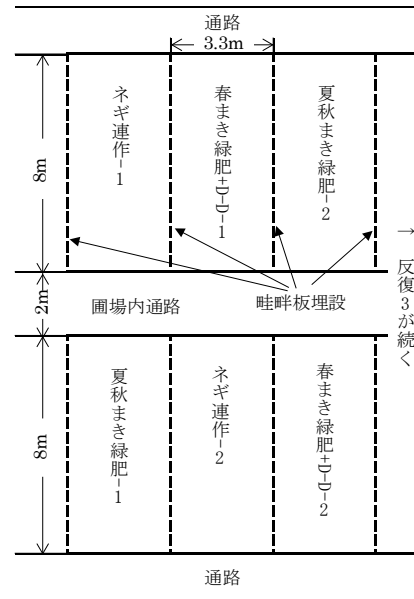 通路
3.3m
8m
ネギ連作-1
春まき緑肥+D-D-1
夏秋まき緑肥-2
→ 反復3が続く
2m
圃場内通路
畦畔板埋設
8m
夏秋まき緑肥-1
ネギ連作-2
春まき緑肥+D-D-2
通路